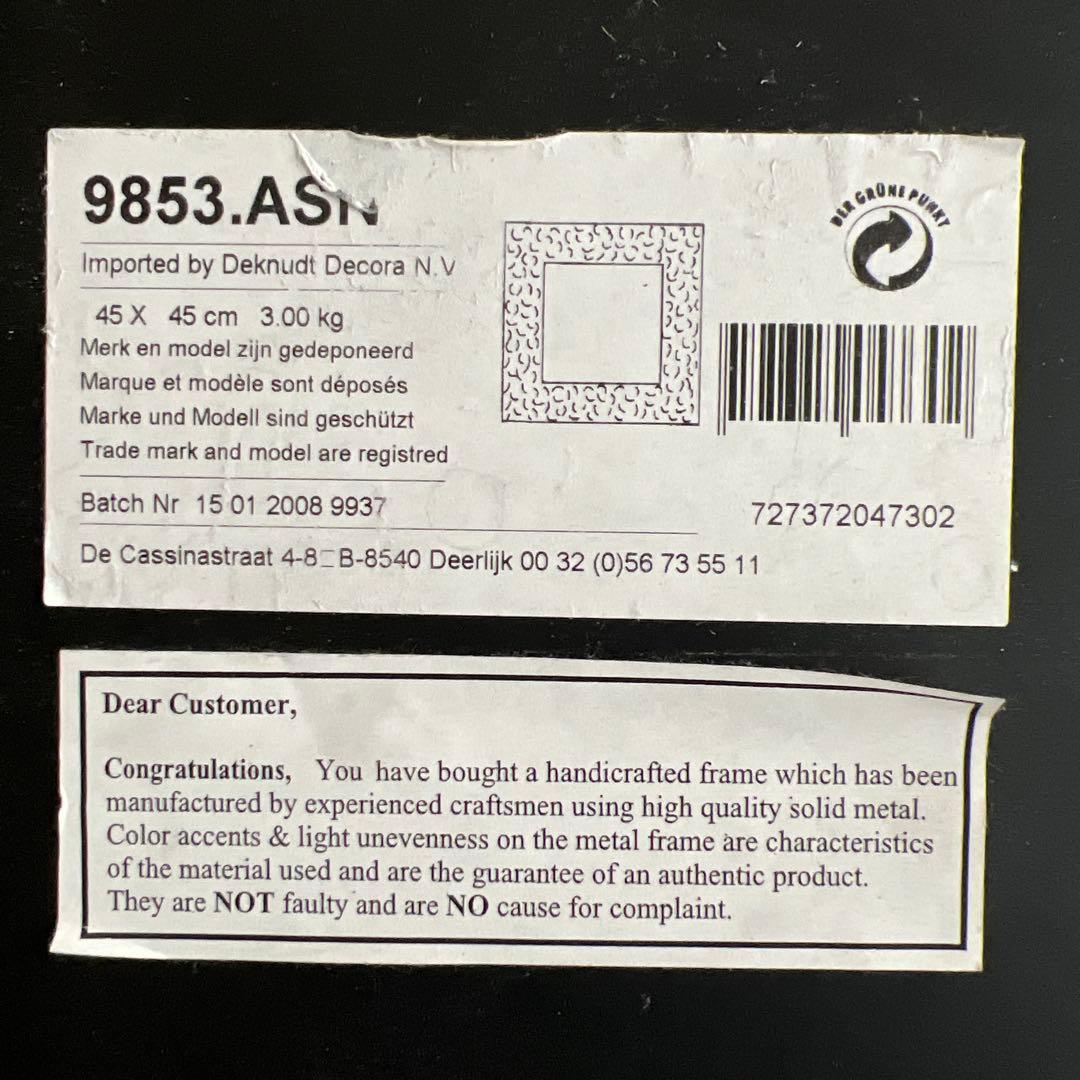 9853.ASN
Imported by Deknudt Decora N.V
45 X 45 cm 3.00 kg
Merk en model zijn gedeponeerd
Marque et modèle sont déposés
Marke und Modell sind geschützt
Trade mark and model are registred
Batch Nr 15 01 2008 9937
De Cassinastraat 4-8□ B-8540 Deerlijk 00 32 (0)56 73 55 11
DER GRÜNE PUNKT
727372047302
Dear Customer,
Congratulations, You have bought a handicrafted frame which has been
manufactured by experienced craftsmen using high quality solid metal.
Color accents & light unevenness on the metal frame are characteristics
of the material used and are the guarantee of an authentic product.
They are NOT faulty and are NO cause for complaint.